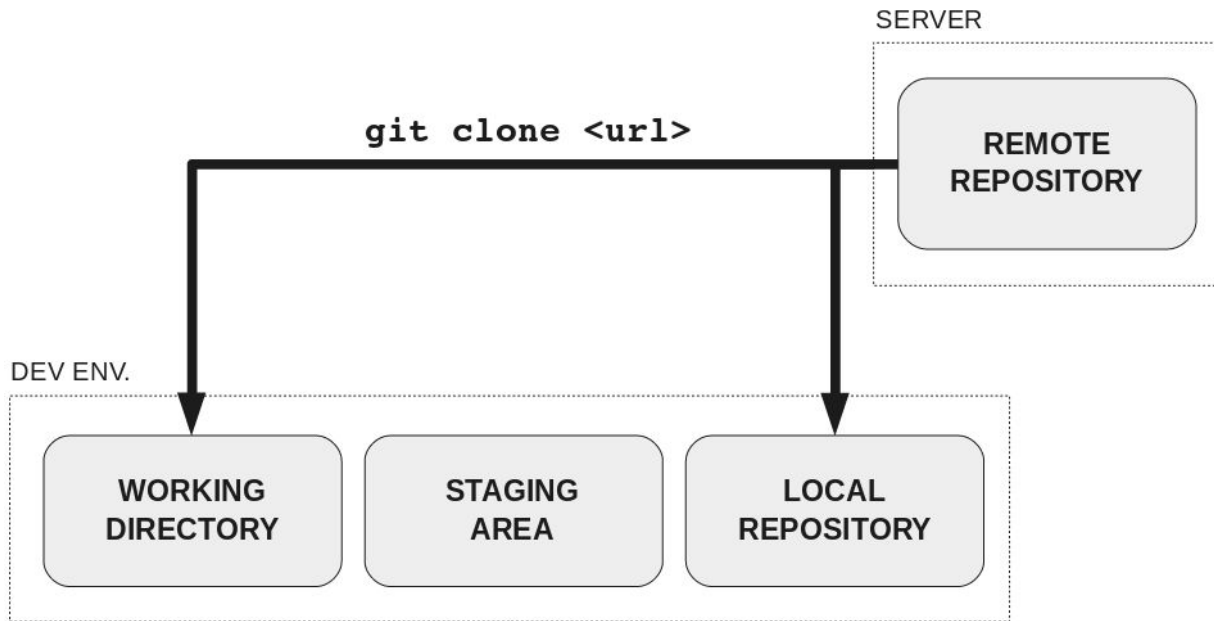 SERVER
git clone <url>
REMOTE
REPOSITORY
DEV ENV.
WORKING
DIRECTORY
STAGING
AREA
LOCAL
REPOSITORY